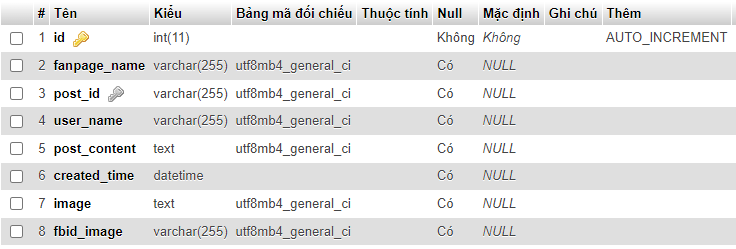 # Tên Kiểu Bảng mã đối chiếu Thuộc tính Null Mặc định Ghi chú Thêm
1 id int(11) Không Không AUTO_INCREMENT
2 fanpage_name varchar(255) utf8mb4_general_ci Có NULL
3 post_id varchar(255) utf8mb4_general_ci Có NULL
4 user_name varchar(255) utf8mb4_general_ci Có NULL
5 post_content text utf8mb4_general_ci Có NULL
6 created_time datetime Có NULL
7 image text utf8mb4_general_ci Có NULL
8 fbid_image varchar(255) utf8mb4_general_ci Có NULL